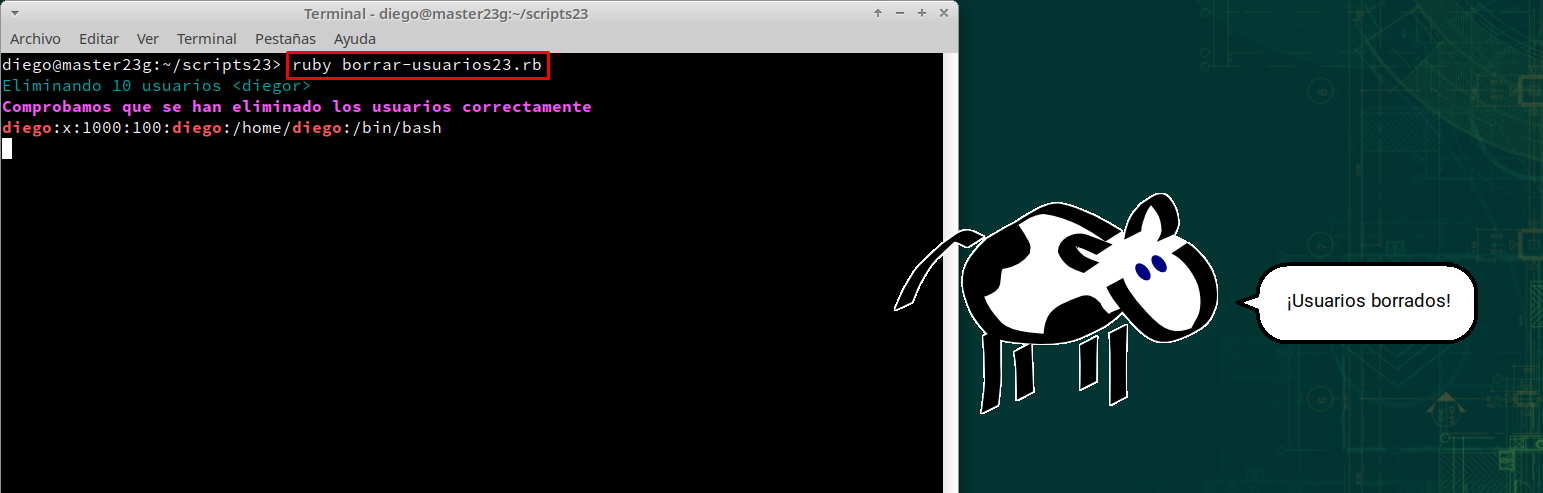 Terminal - diego@master23g:~/scripts23
Archivo Editar Ver Terminal Pestañas Ayuda
diego@master23g:~/scripts23> ruby borrar-usuarios23.rb
Eliminando 10 usuarios <diegor>
Comprobamos que se han eliminado los usuarios correctamente
diego:x:1000:100:diego:/home/diego:/bin/bash
¡Usuarios borrados!